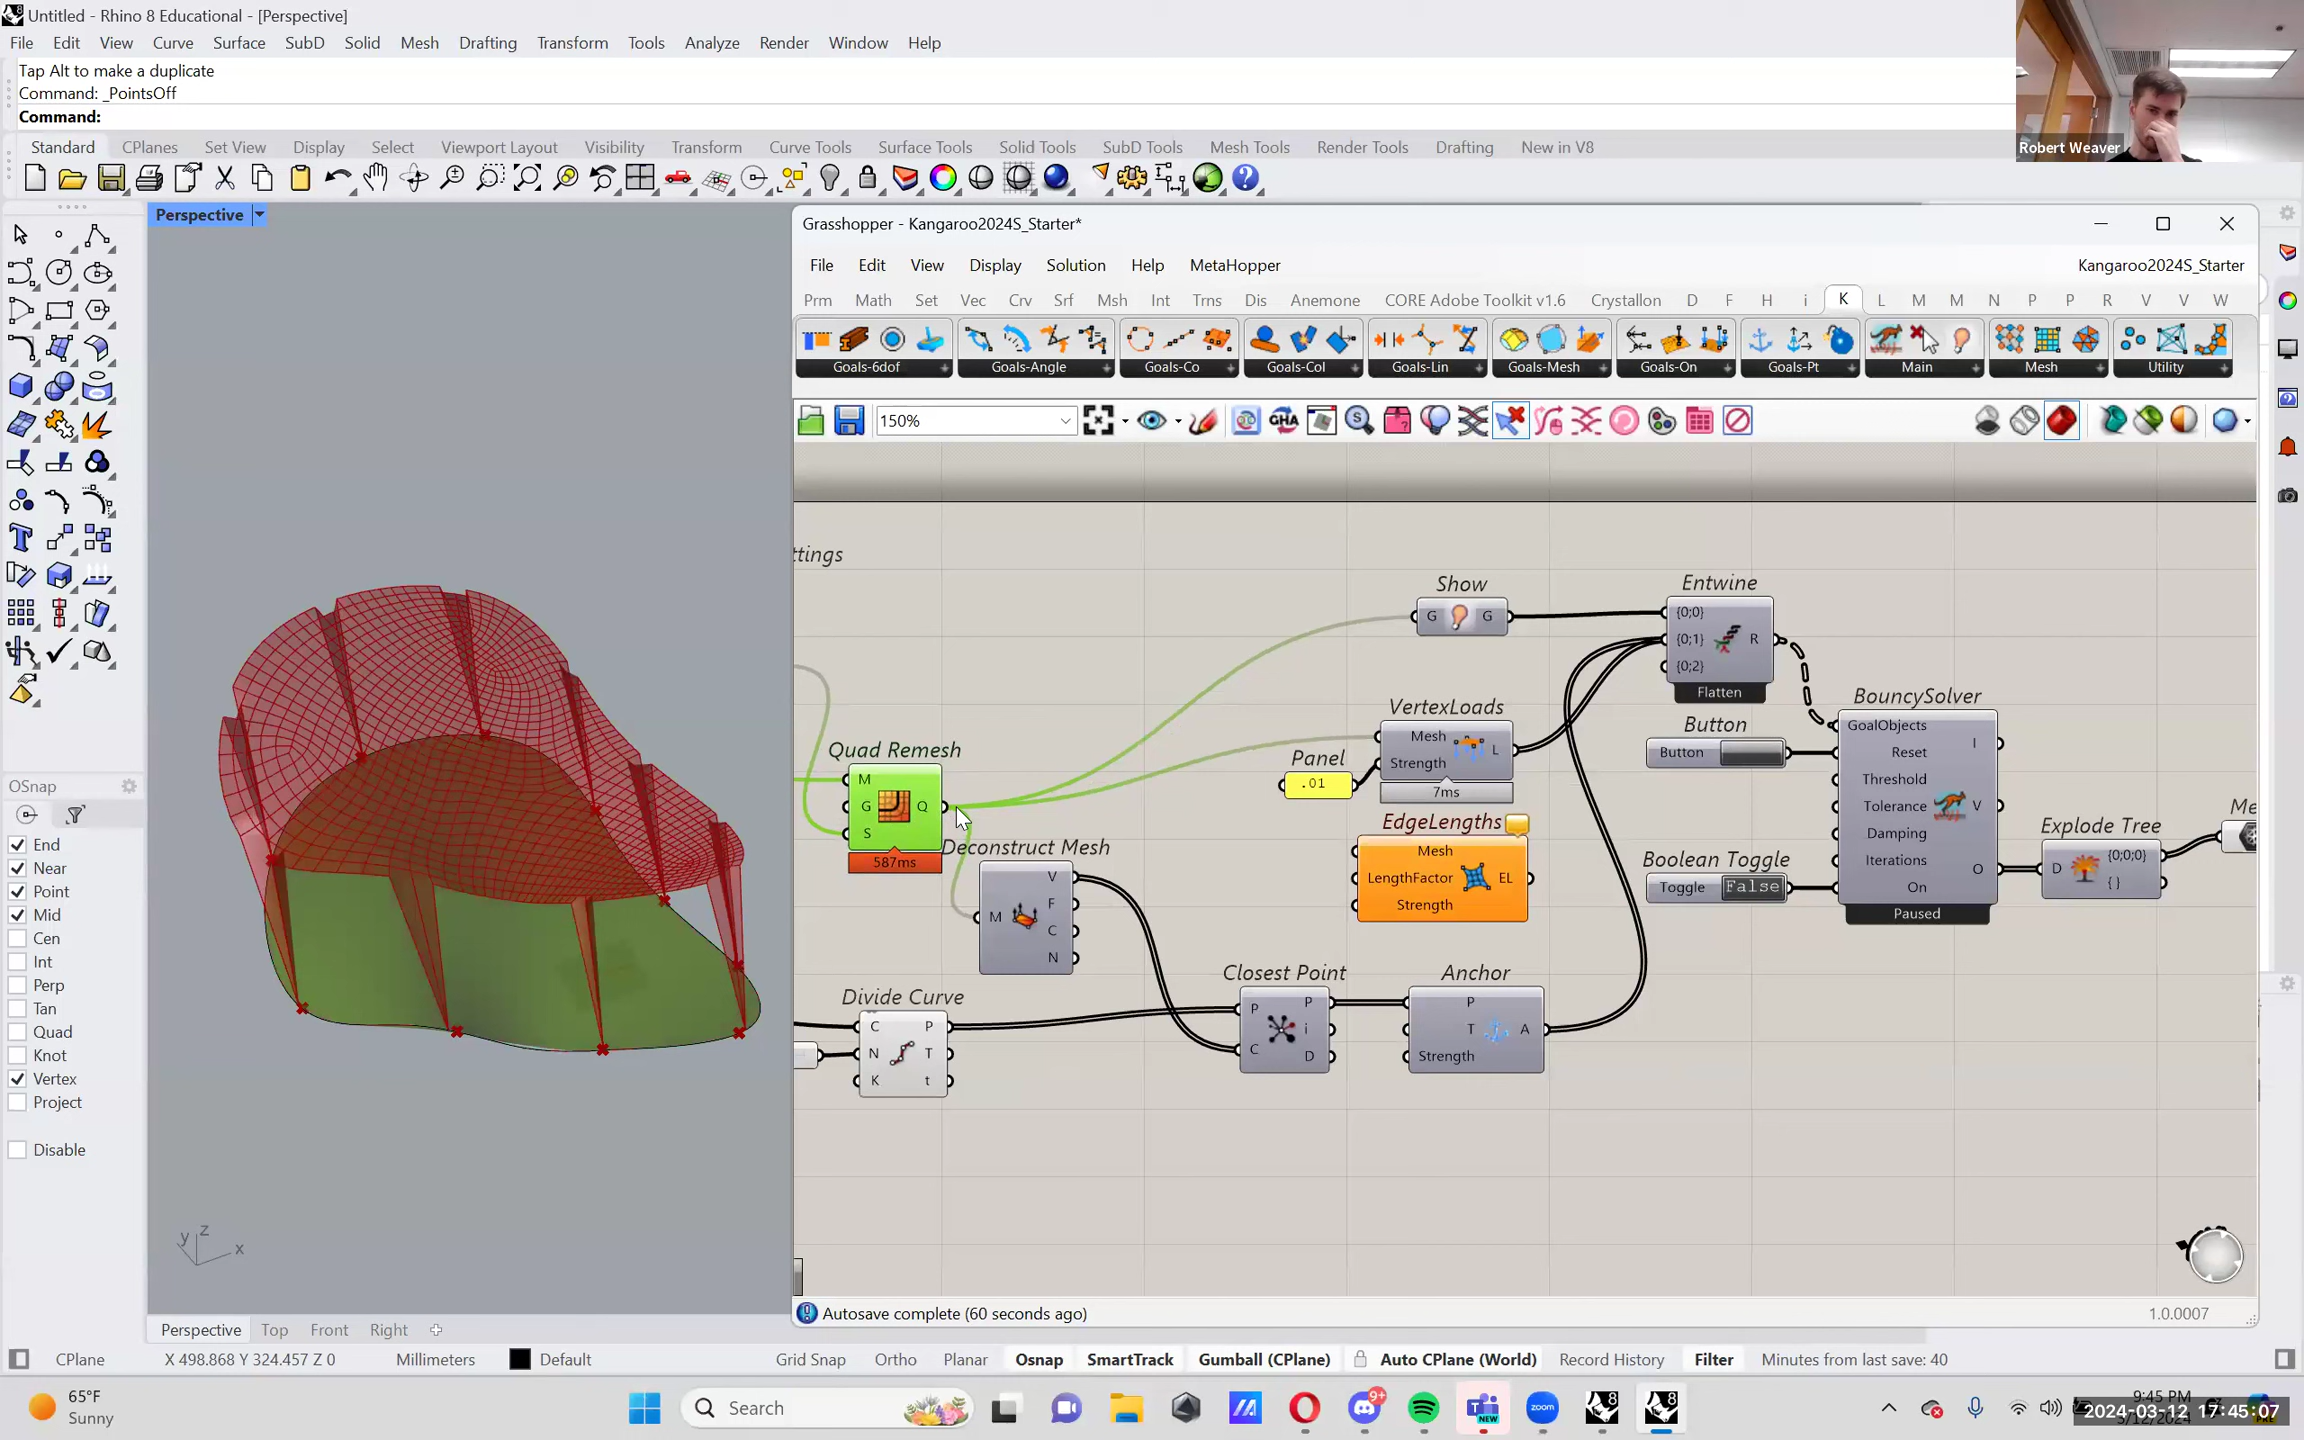 Untitled - Rhino 8 Educational - [Perspective]
File Edit View Curve Surface SubD Solid Mesh Drafting Transform Tools Analyze Render Window Help
Tap Alt to make a duplicate
Command: _PointsOff
Command:
Robert Weaver
Standard CPlanes Set View Display Select Viewport Layout Visibility Transform Curve Tools Surface Tools Solid Tools SubD Tools Mesh Tools Render Tools Drafting New in V8
Perspective
Grasshopper - Kangaroo2024S_Starter*
File Edit View Display Solution Help MetaHopper Kangaroo2024S_Starter
Prm Math Set Vec Crv Srf Msh Int Trns Dis Anemone CORE Adobe Toolkit v1.6 Crystallon D F H i K L M M N P P R V V W
Goals-6dof Goals-Angle Goals-Co Goals-Col Goals-Lin Goals-Mesh Goals-On Goals-Pt Main Mesh Utility
150%
GHA
ttings
Show
G G
Entwine
{0;0}
{0;1} R
{0;2}
Flatten
VertexLoads
Mesh
Strength
L
7ms
Panel
.01
Quad Remesh
M
G Q
S
587ms
Deconstruct Mesh
M
V
F
C
N
EdgeLengths
Mesh
LengthFactor EL
Strength
Button
Button
Boolean Toggle
Toggle False
BouncySolver
GoalObjects
Reset
Threshold
Tolerance
Damping
Iterations
On
I
V
O
Paused
Explode Tree
D {0;0;0}
{ }
Me
Divide Curve
C P
N T
K t
Closest Point
P P
i
C D
Anchor
P
T A
Strength
OSnap
End
Near
Point
Mid
Cen
Int
Perp
Tan
Quad
Knot
Vertex
Project
Disable
y z x
Autosave complete (60 seconds ago) 1.0.0007
Perspective Top Front Right
CPlane X 498.868 Y 324.457 Z 0 Millimeters Default Grid Snap Ortho Planar Osnap SmartTrack Gumball (CPlane) Auto CPlane (World) Record History Filter Minutes from last save: 40
65°F
Sunny
Search
9+
NEW
zoom
9:45 PM
2024-03-12 17:45:07